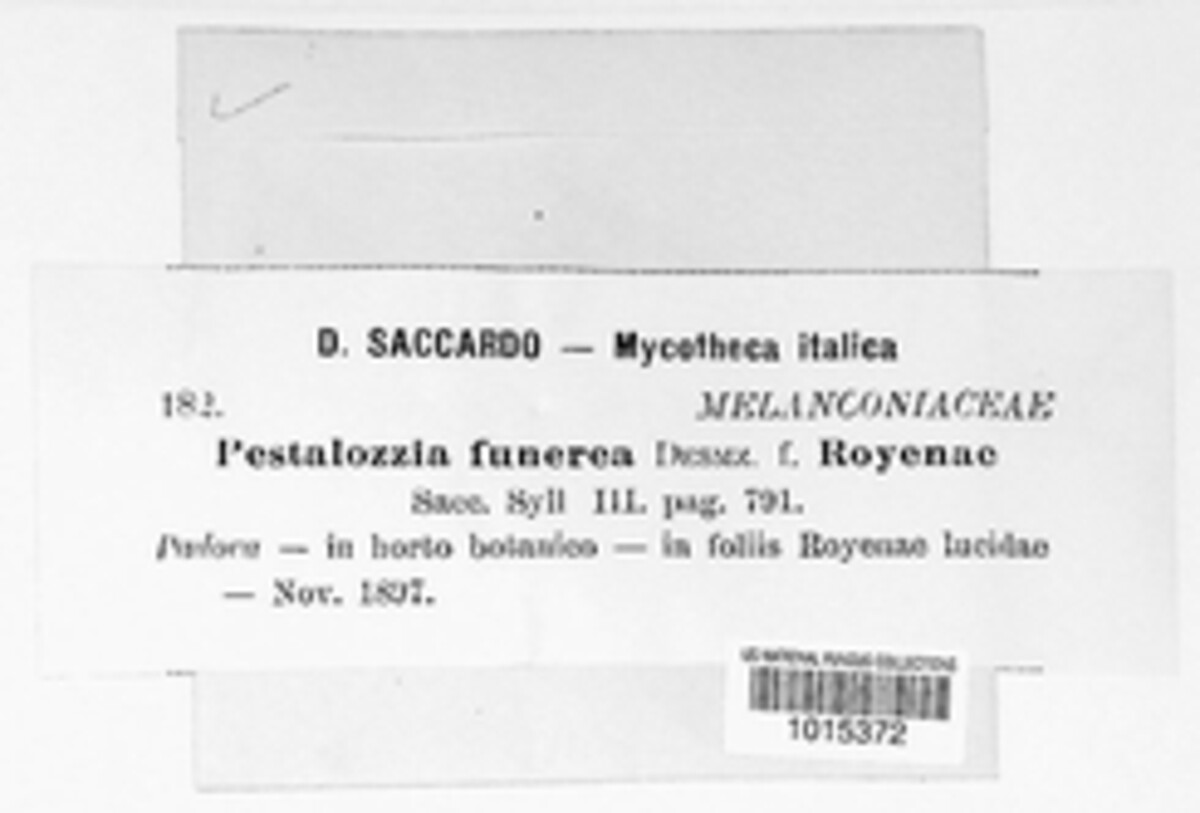 D. SACCARDO — Mycotheca italica
182. MELANCONIACEAE
Pestalozzia funerea Desmz. f. Royenae
Sacc. Syll III. pag. 791.
Padova — in horto botanico — in foliis Royenae lucidae
— Nov. 1897.
US NATIONAL FUNGUS COLLECTIONS
1015372